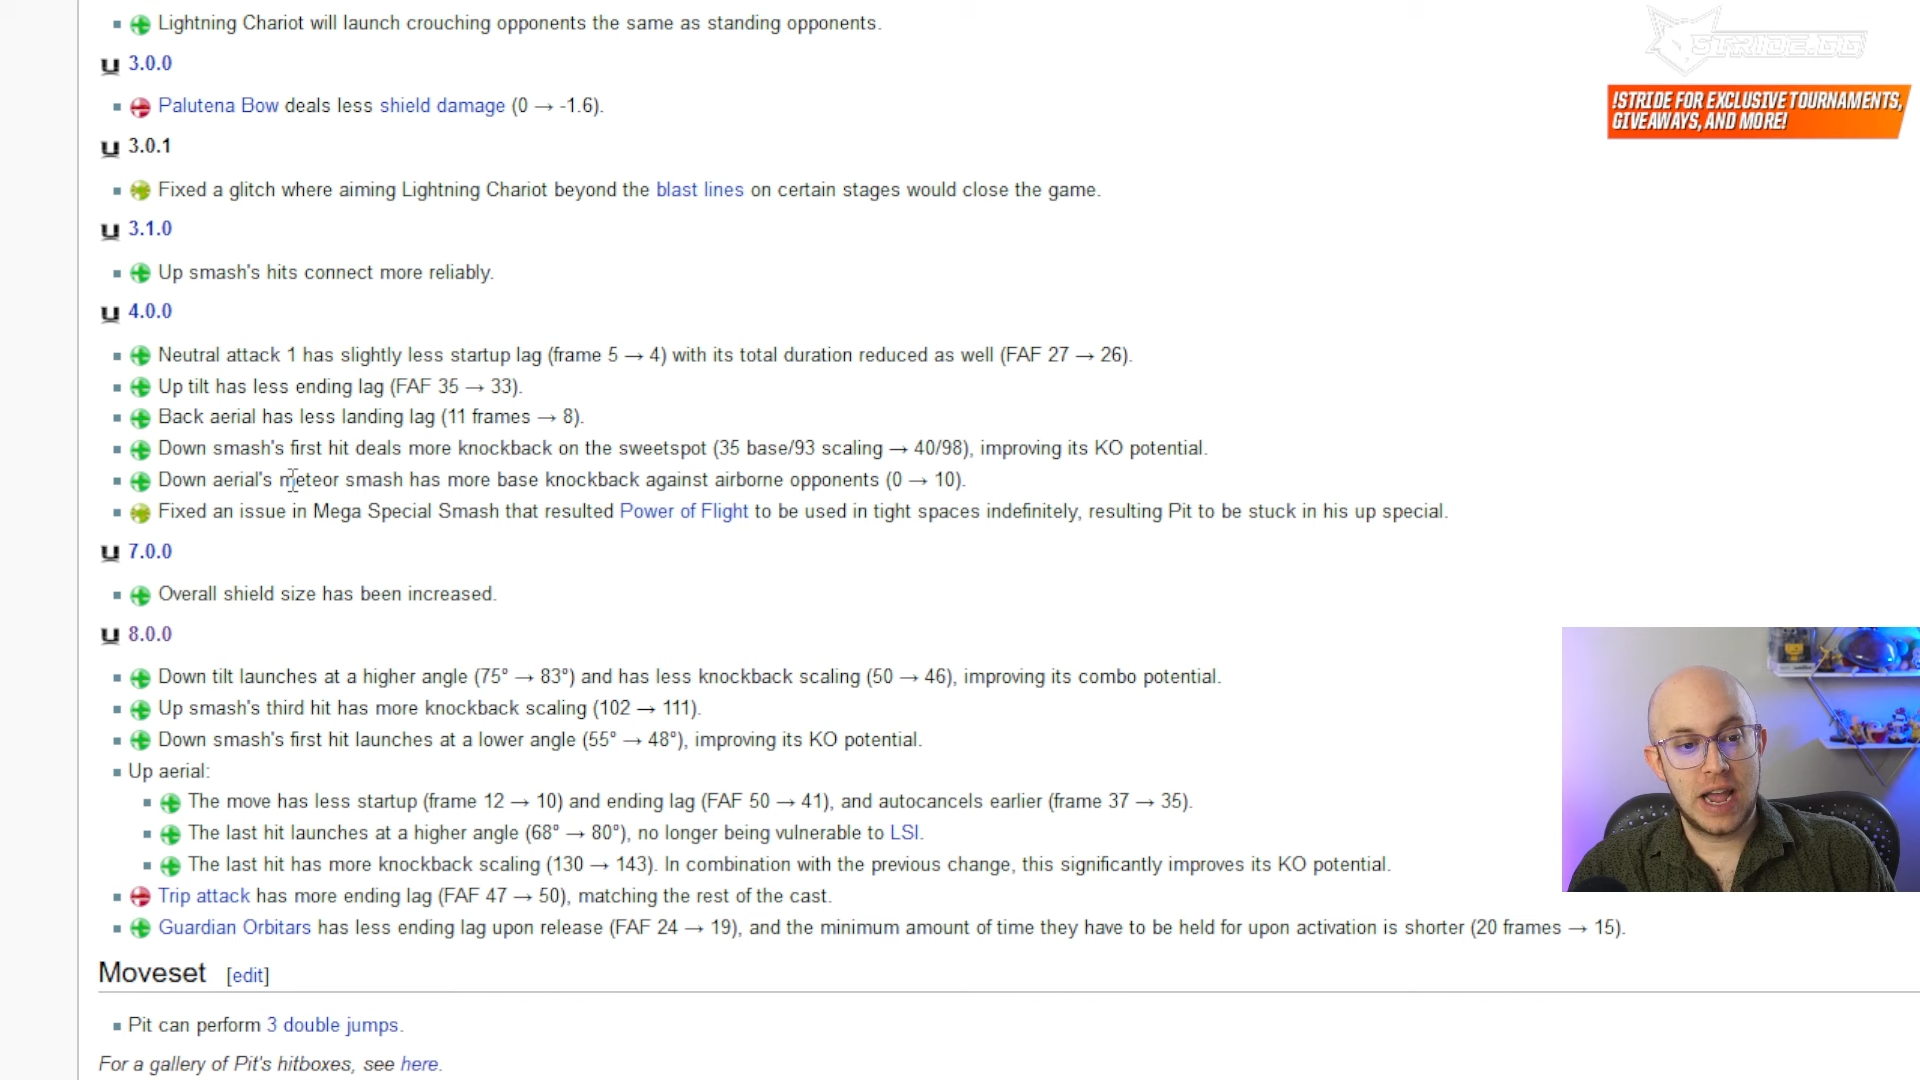 Lightning Chariot will launch crouching opponents the same as standing opponents.
STRIDE.GG
3.0.0
!STRIDE FOR EXCLUSIVE TOURNAMENTS,
GIVEAWAYS, AND MORE!
Palutena Bow deals less shield damage (0 → -1.6).
3.0.1
Fixed a glitch where aiming Lightning Chariot beyond the blast lines on certain stages would close the game.
3.1.0
Up smash's hits connect more reliably.
4.0.0
Neutral attack 1 has slightly less startup lag (frame 5 → 4) with its total duration reduced as well (FAF 27 → 26).
Up tilt has less ending lag (FAF 35 → 33).
Back aerial has less landing lag (11 frames → 8).
Down smash's first hit deals more knockback on the sweetspot (35 base/93 scaling → 40/98), improving its KO potential.
Down aerial's meteor smash has more base knockback against airborne opponents (0 → 10).
Fixed an issue in Mega Special Smash that resulted Power of Flight to be used in tight spaces indefinitely, resulting Pit to be stuck in his up special.
7.0.0
Overall shield size has been increased.
8.0.0
Down tilt launches at a higher angle (75° → 83°) and has less knockback scaling (50 → 46), improving its combo potential.
Up smash's third hit has more knockback scaling (102 → 111).
Down smash's first hit launches at a lower angle (55° → 48°), improving its KO potential.
Up aerial:
The move has less startup (frame 12 → 10) and ending lag (FAF 50 → 41), and autocancels earlier (frame 37 → 35).
The last hit launches at a higher angle (68° → 80°), no longer being vulnerable to LSI.
The last hit has more knockback scaling (130 → 143). In combination with the previous change, this significantly improves its KO potential.
Trip attack has more ending lag (FAF 47 → 50), matching the rest of the cast.
Guardian Orbitars has less ending lag upon release (FAF 24 → 19), and the minimum amount of time they have to be held for upon activation is shorter (20 frames → 15).
Moveset [edit]
Pit can perform 3 double jumps.
For a gallery of Pit's hitboxes, see here.